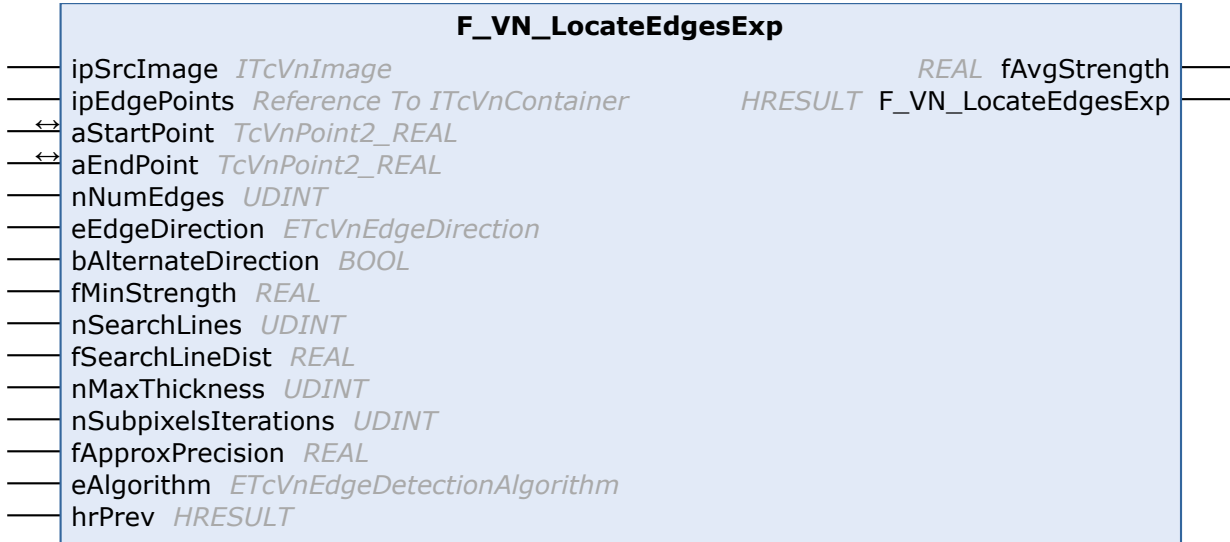 F_VN_LocateEdgesExp
ipSrcImage ITcVnImage REAL fAvgStrength
ipEdgePoints Reference To ITcVnContainer HRESULT F_VN_LocateEdgesExp
↔ aStartPoint TcVnPoint2_REAL
↔ aEndPoint TcVnPoint2_REAL
nNumEdges UDINT
eEdgeDirection ETcVnEdgeDirection
bAlternateDirection BOOL
fMinStrength REAL
nSearchLines UDINT
fSearchLineDist REAL
nMaxThickness UDINT
nSubpixelsIterations UDINT
fApproxPrecision REAL
eAlgorithm ETcVnEdgeDetectionAlgorithm
hrPrev HRESULT